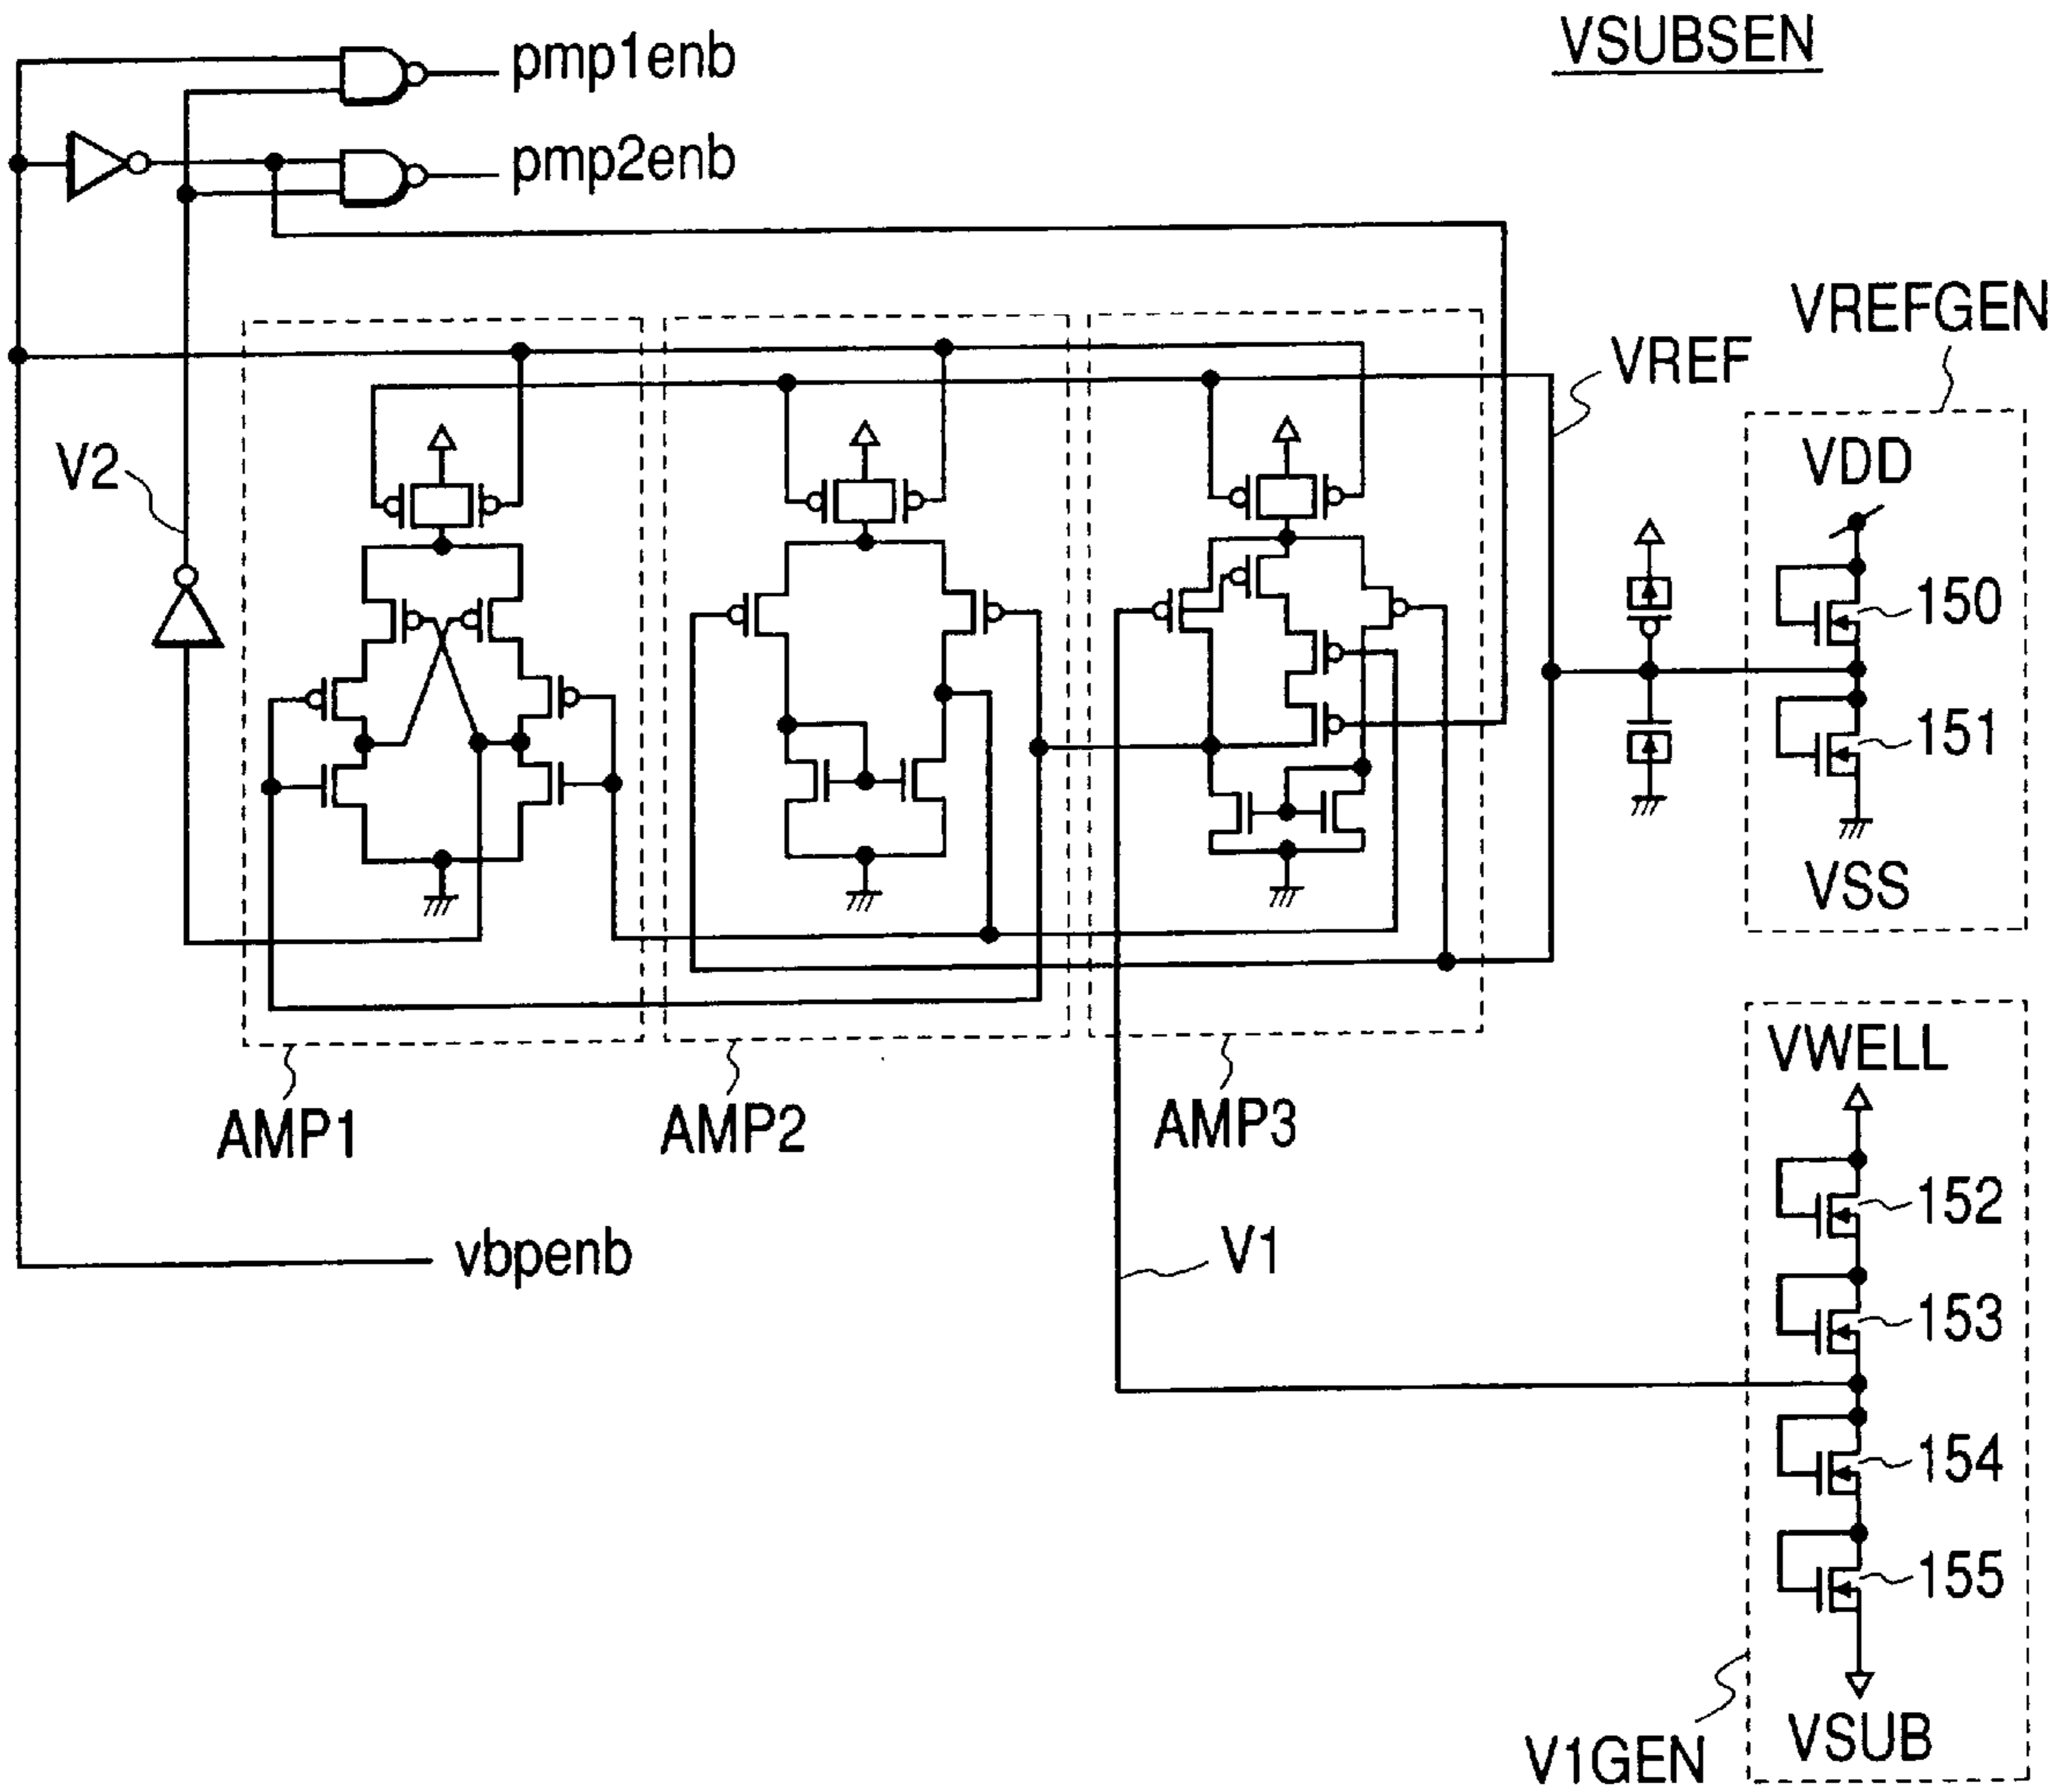 VSUBSEN
pmp1enb
pmp2enb
VREFGEN
VREF
V2
VDD
150
151
VSS
VWELL
AMP1
AMP2
AMP3
152
vbpenb
V1
153
154
155
V1GEN
VSUB